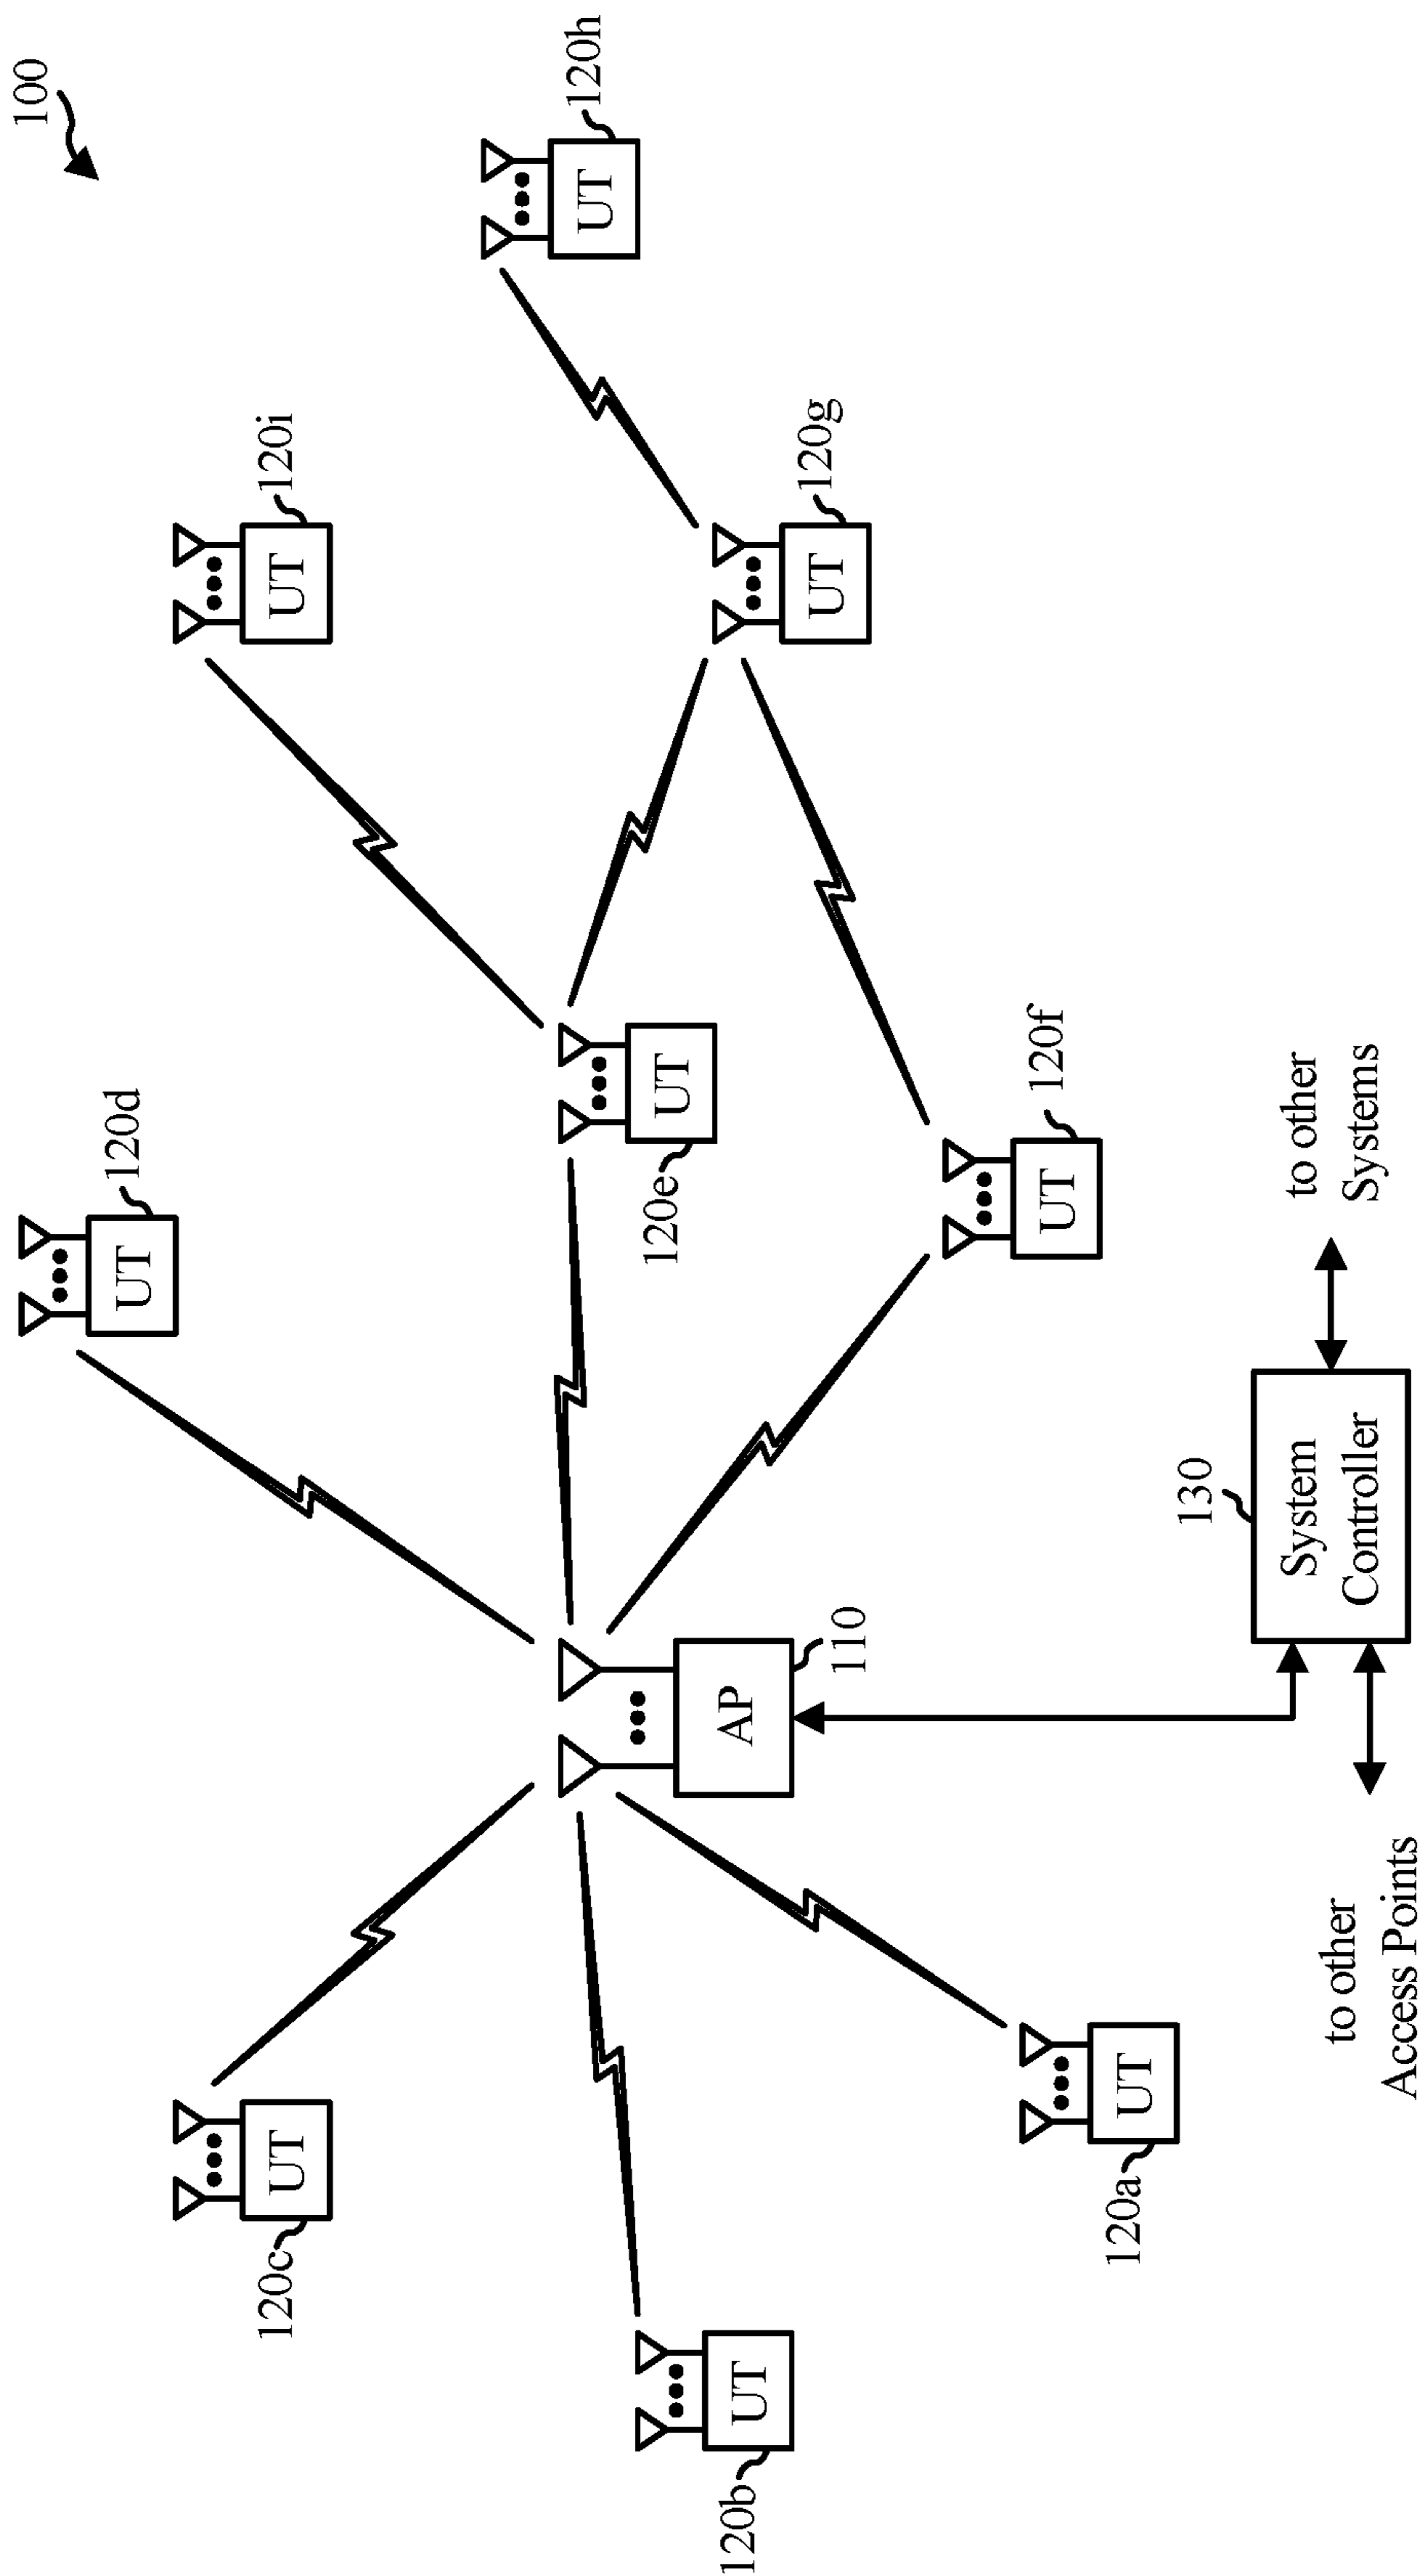 100
UT
120d
UT
120c
UT
120i
UT
120h
AP
110
UT
120e
UT
120g
UT
120b
UT
120f
UT
120a
130
System
Controller
to other
Systems
to other
Access Points